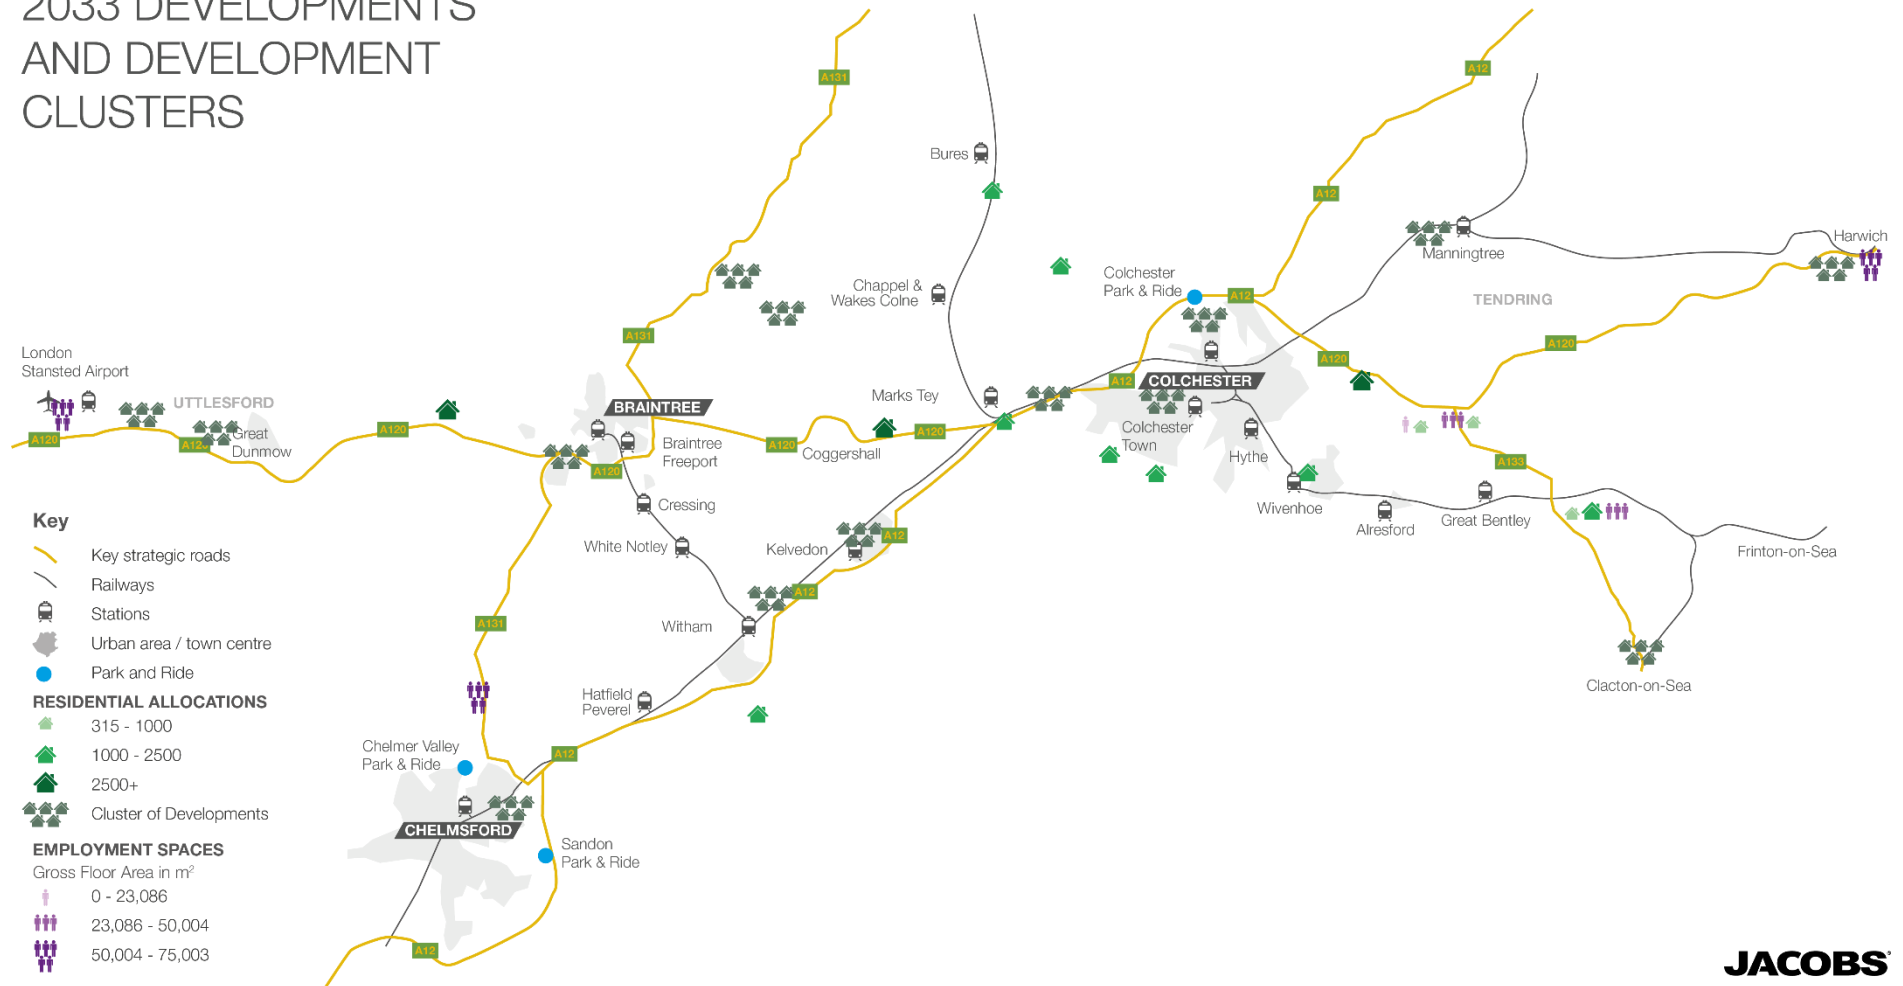 2033 DEVELOPMENTS
AND DEVELOPMENT
CLUSTERS
A131
A12
Bures
A12
Manningtree
Harwich
Colchester
Park & Ride
A12
TENDRING
Chappel &
Wakes Colne
A131
A120
A120
London
Stansted Airport
UTTLESFORD
Marks Tey
A12
COLCHESTER
BRAINTREE
A120
A120
Great
Dunmow
A120
A120
Braintree
Freeport
A120
Coggershall
A120
Colchester
Town
Hythe
A133
Cressing
Wivenhoe
Alresford
Great Bentley
White Notley
Kelvedon
A12
Frinton-on-Sea
A12
A131
Witham
Clacton-on-Sea
Hatfield
Peverel
Chelmer Valley
Park & Ride
A12
CHELMSFORD
Sandon
Park & Ride
A12
Key
Key strategic roads
Railways
Stations
Urban area / town centre
Park and Ride
RESIDENTIAL ALLOCATIONS
315 - 1000
1000 - 2500
2500+
Cluster of Developments
EMPLOYMENT SPACES
Gross Floor Area in m²
0 - 23,086
23,086 - 50,004
50,004 - 75,003
JACOBS